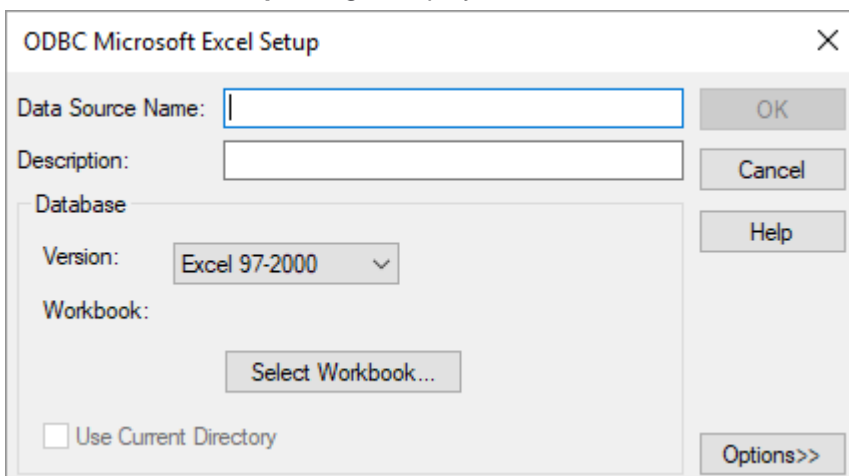 ODBC Microsoft Excel Setup
Data Source Name:
OK
Description:
Cancel
Database
Help
Version:
Excel 97-2000
Workbook:
Select Workbook...
Use Current Directory
Options>>